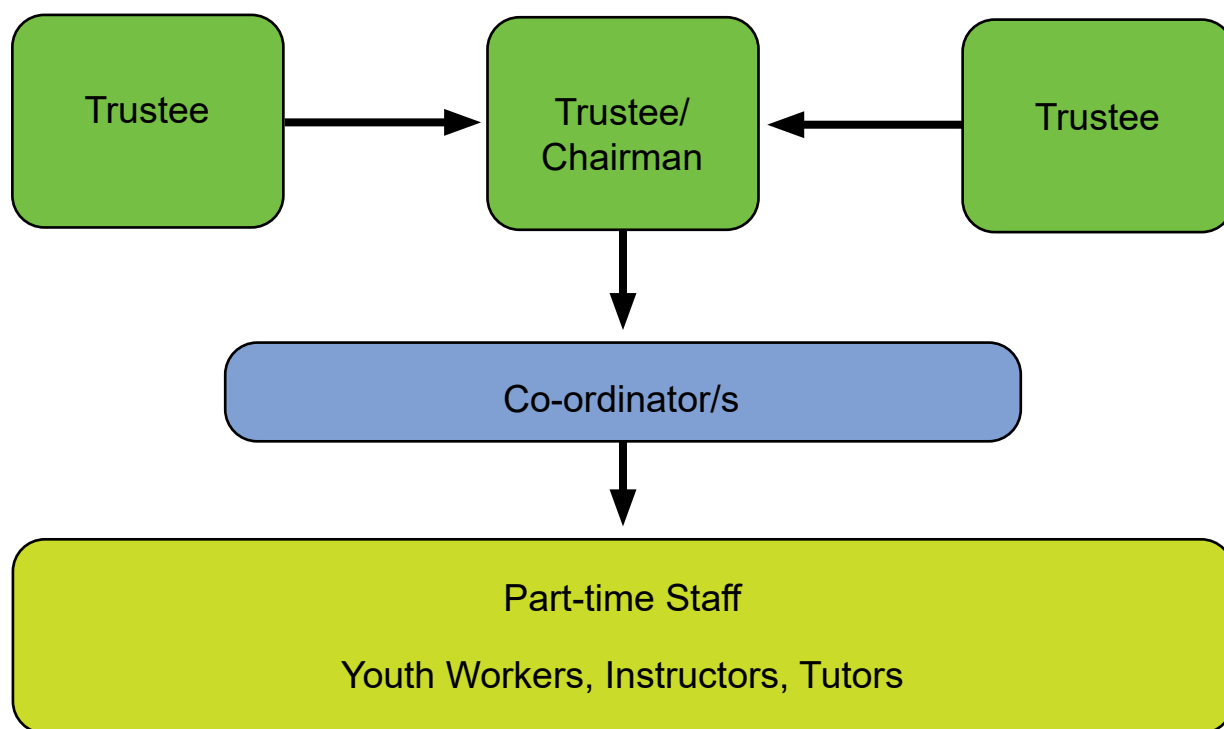 Trustee
Trustee/
Chairman
Trustee
Co-ordinator/s
Part-time Staff
Youth Workers, Instructors, Tutors